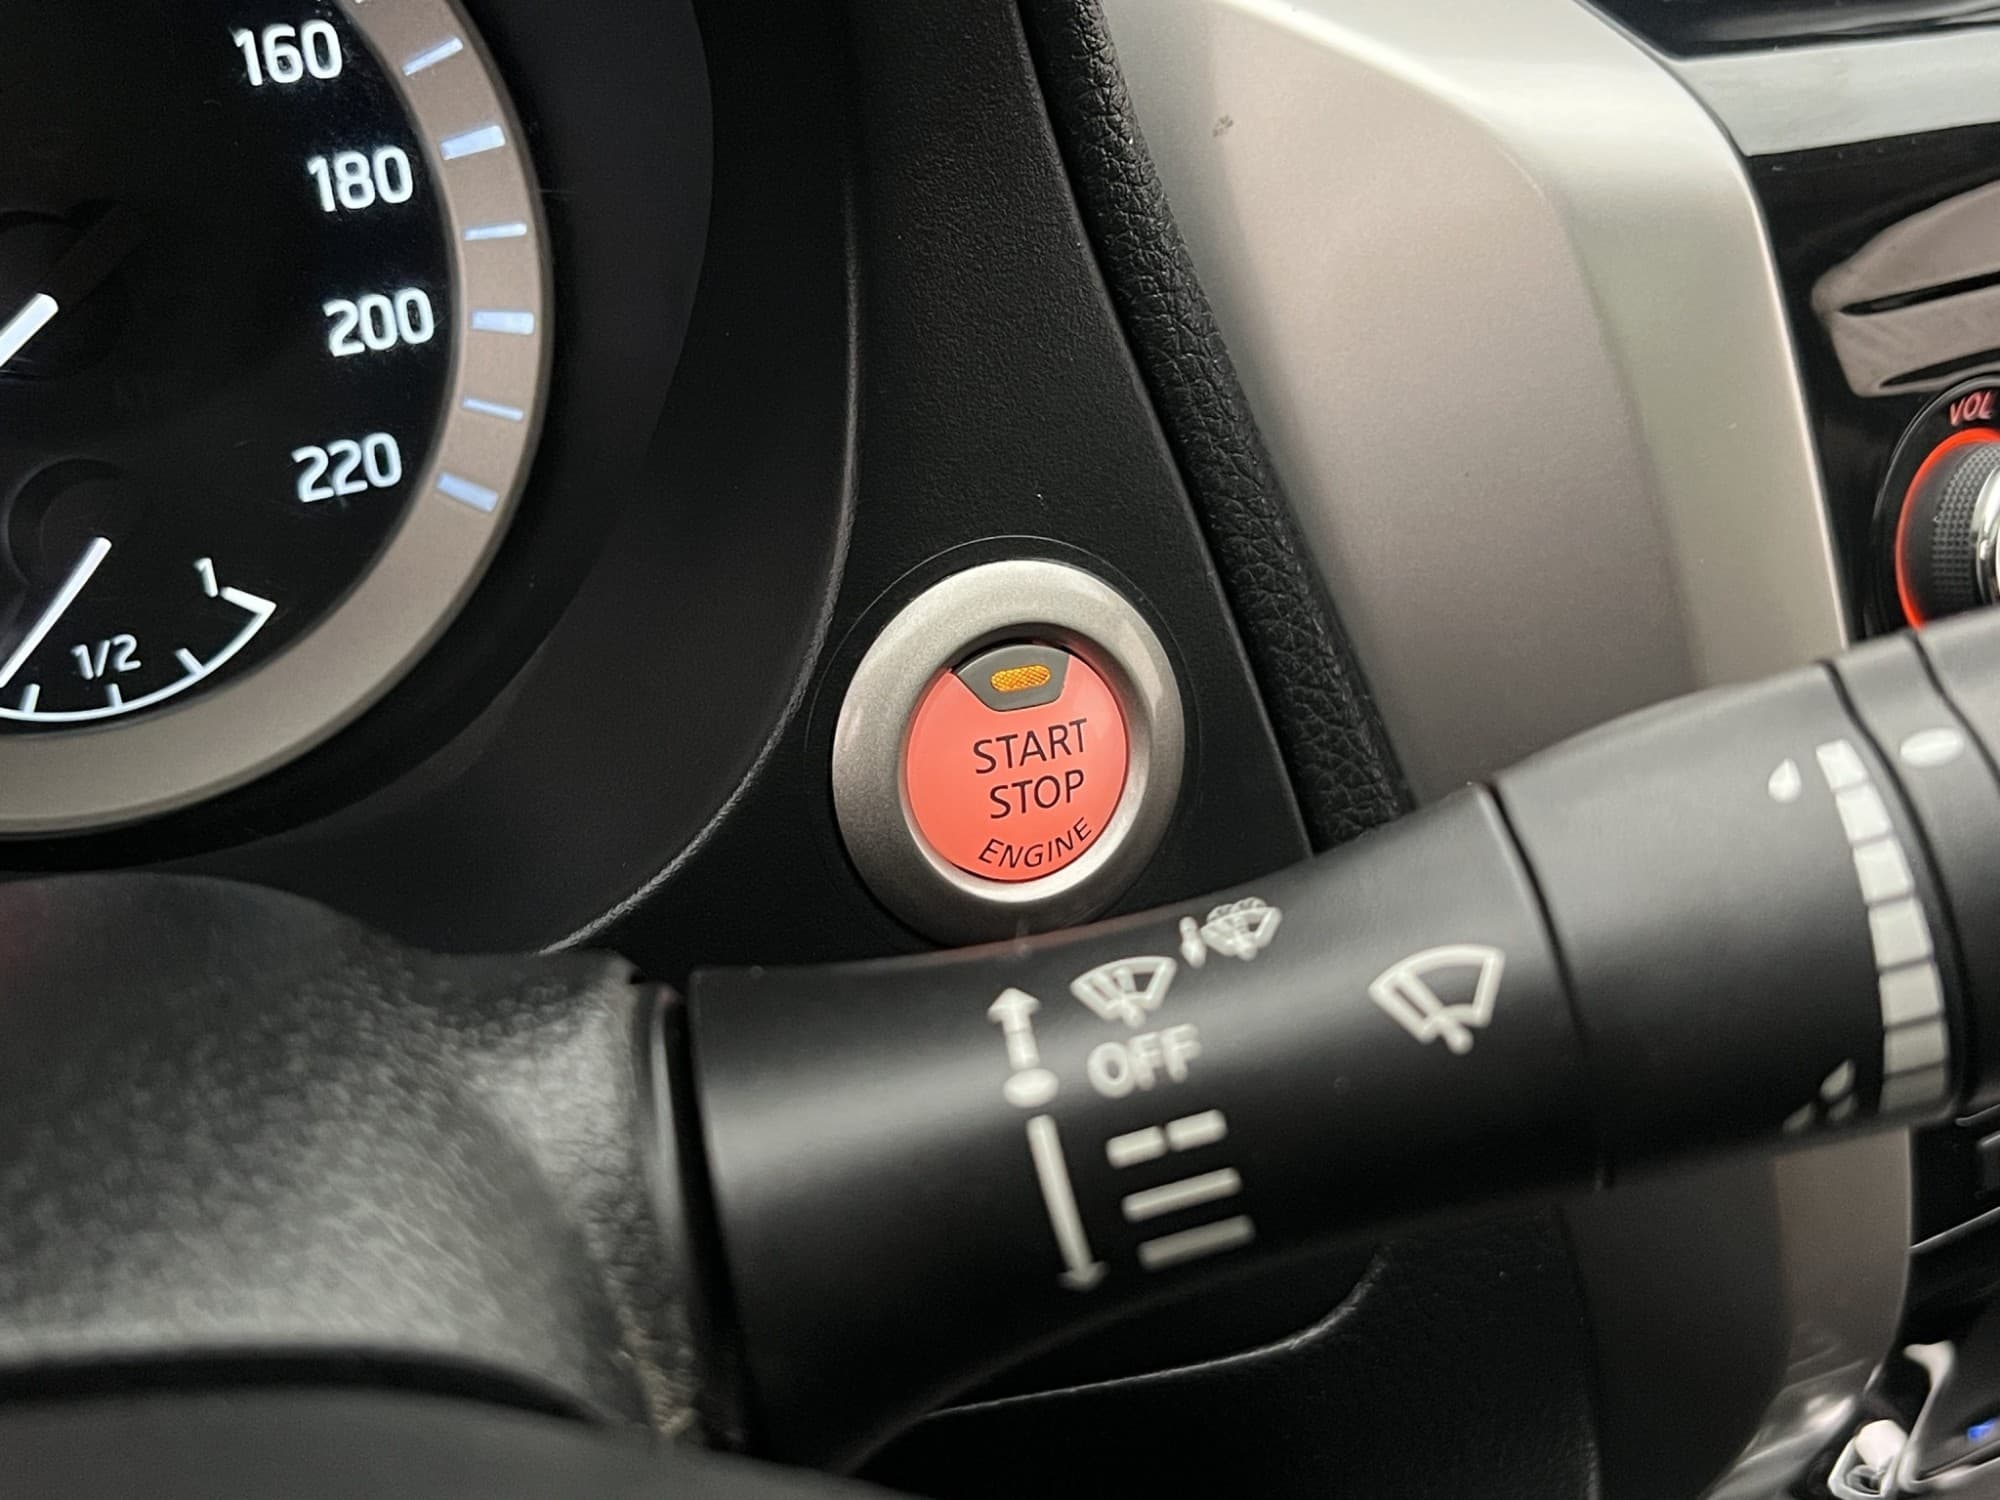 160
180
200
220
1
1/2
VOL
START
STOP
ENGINE
OFF